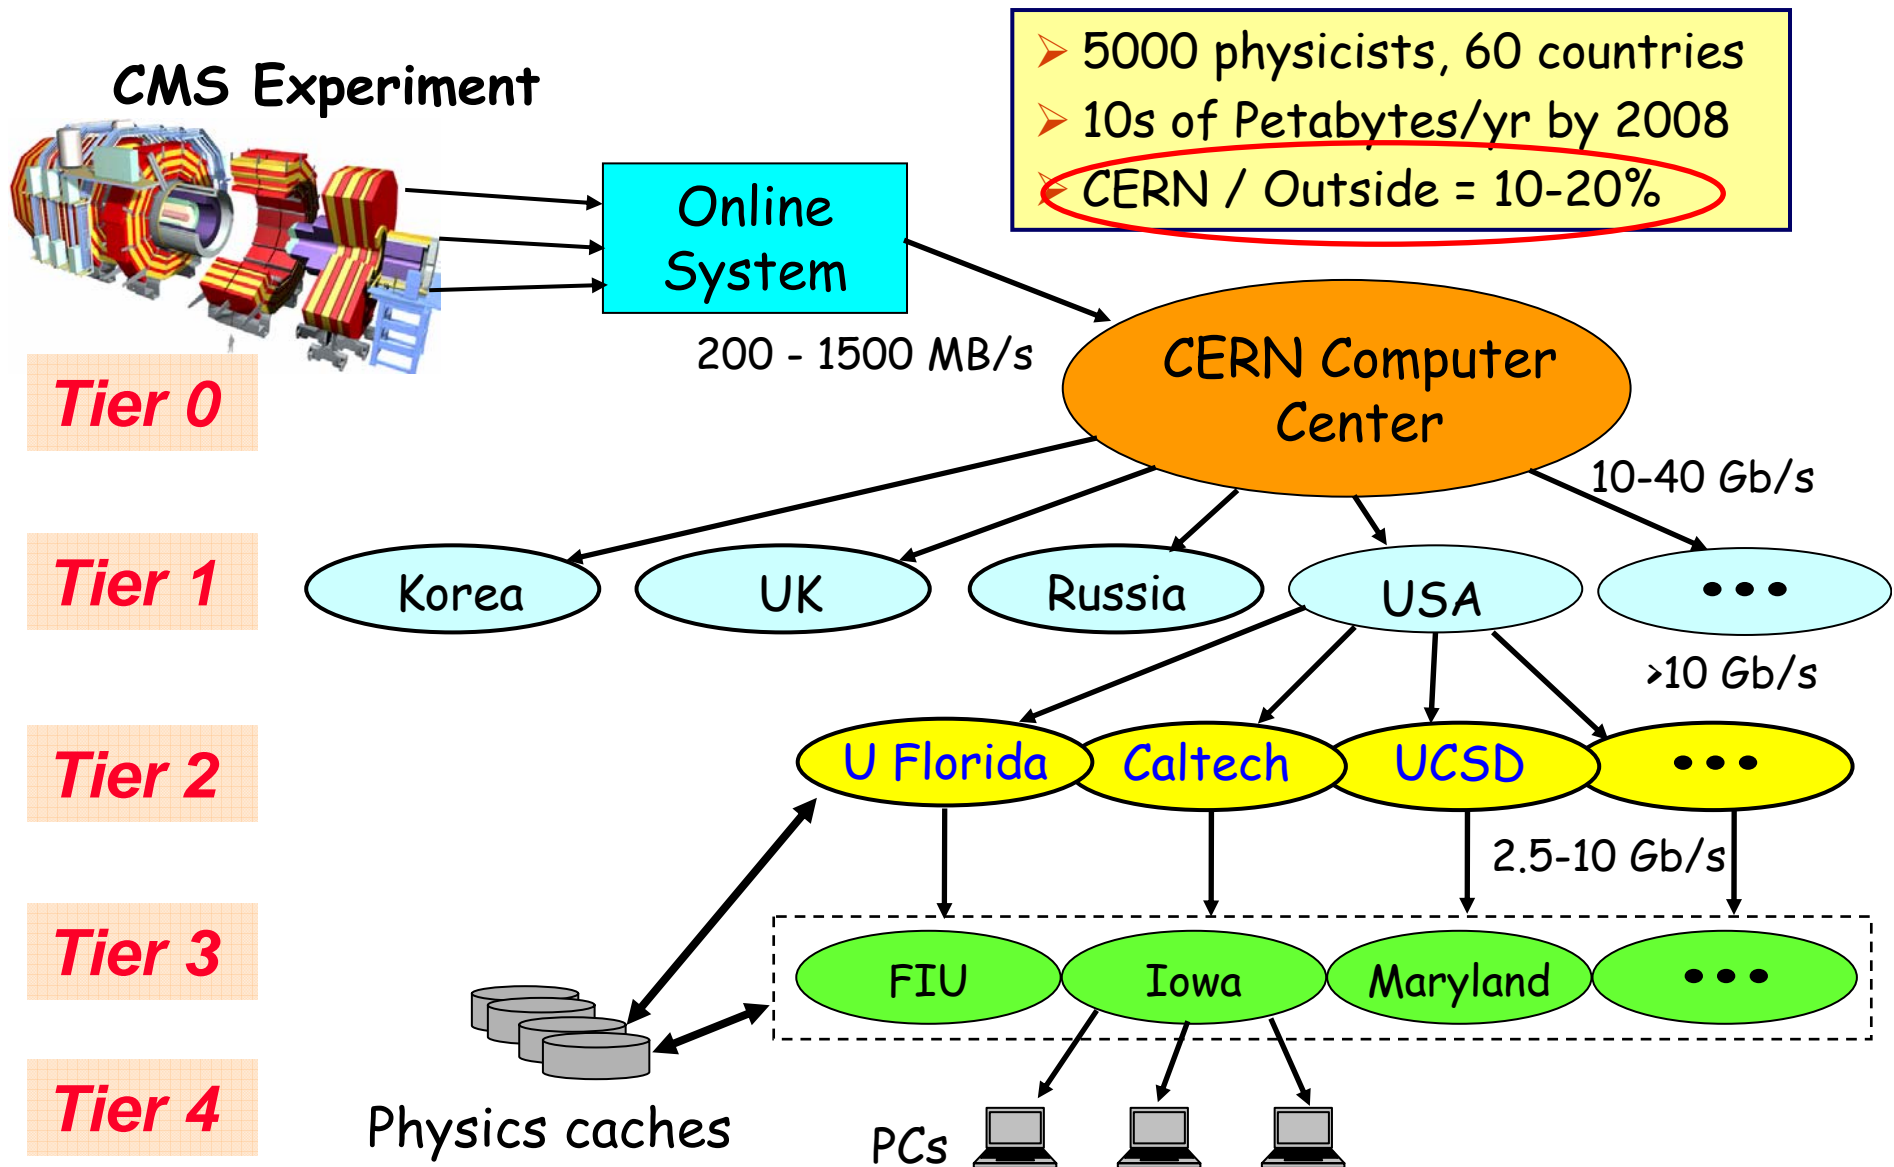 CMS Experiment
➢ 5000 physicists, 60 countries
➢ 10s of Petabytes/yr by 2008
➢ CERN / Outside = 10-20%
Online
System
200 - 1500 MB/s
CERN Computer
Center
Tier 0
10-40 Gb/s
Tier 1
Korea
UK
Russia
USA
•••
>10 Gb/s
Tier 2
U Florida
Caltech
UCSD
•••
2.5-10 Gb/s
Tier 3
FIU
Iowa
Maryland
•••
Tier 4
Physics caches
PCs